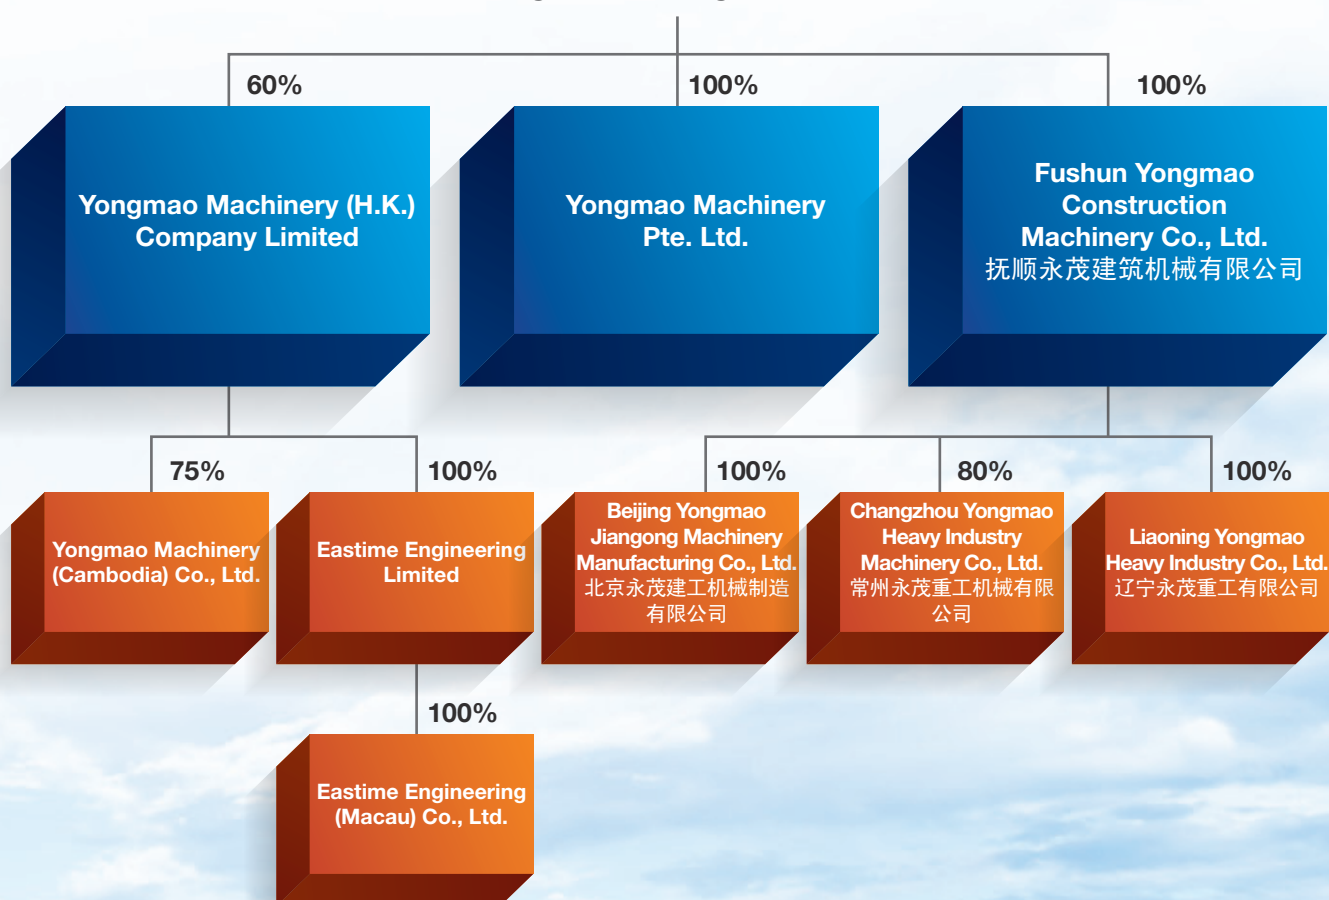 60%
100%
100%
Yongmao Machinery (H.K.)
Company Limited
Yongmao Machinery
Pte. Ltd.
Fushun Yongmao
Construction
Machinery Co., Ltd.
抚顺永茂建筑机械有限公司
75%
100%
100%
80%
100%
Yongmao Machinery
(Cambodia) Co., Ltd.
Eastime Engineering
Limited
Beijing Yongmao
Jiangong Machinery
Manufacturing Co., Ltd.
北京永茂建工机械制造
有限公司
Changzhou Yongmao
Heavy Industry
Machinery Co., Ltd.
常州永茂重工机械有限
公司
Liaoning Yongmao
Heavy Industry Co., Ltd.
辽宁永茂重工有限公司
100%
Eastime Engineering
(Macau) Co., Ltd.